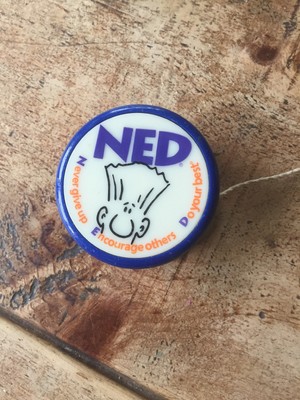 NED
Never give up
Encourage others
Do your best